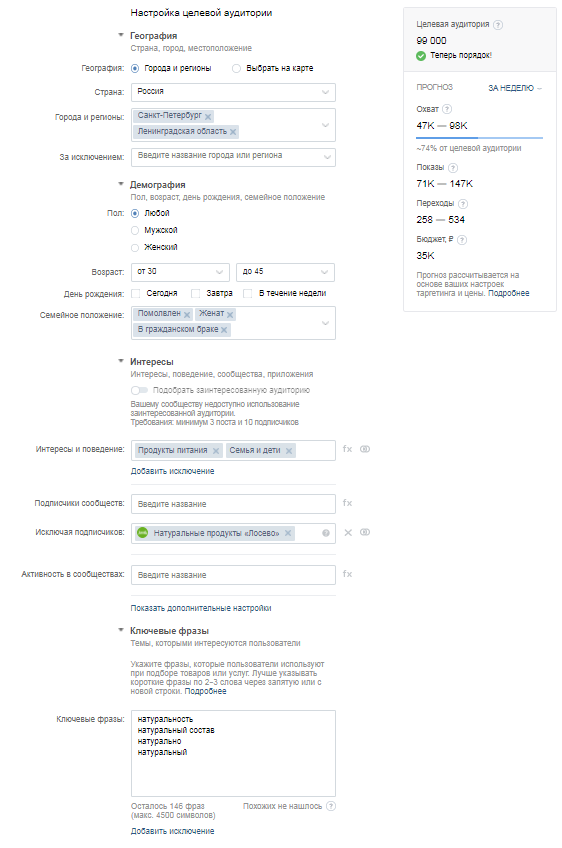 Настройка целевой аудитории
География
Страна, город, местоположение
География: Города и регионы Выбрать на карте
Страна: Россия
Города и регионы: Санкт-Петербург
Ленинградская область
За исключением: Введите название города или региона
Демография
Пол, возраст, день рождения, семейное положение
Пол: Любой
Мужской
Женский
Возраст: от 30 до 45
День рождения: Сегодня Завтра В течение недели
Семейное положение: Помолвлен Женат
В гражданском браке
Интересы
Интересы, поведение, сообщества, приложения
Подобрать заинтересованную аудиторию
Вашему сообществу недоступно использование
заинтересованной аудитории.
Требования: минимум 3 поста и 10 подписчиков
Интересы и поведение: Продукты питания Семья и дети fx
Добавить исключение
Подписчики сообществ: Введите название fx
Исключая подписчиков: Натуральные продукты «Лосево» ?
Активность в сообществах: Введите название fx
Показать дополнительные настройки
Ключевые фразы
Темы, которыми интересуются пользователи
Укажите фразы, которые пользователи используют
при подборе товаров или услуг. Лучше указывать
короткие фразы по 2–3 слова через запятую или с
новой строки. Подробнее
Ключевые фразы: натуральность
натуральный состав
натурально
натуральный
Осталось 146 фраз Похожих не нашлось ?
(макс. 4500 символов)
Добавить исключение
Целевая аудитория ?
99 000
Теперь порядок!
ПРОГНОЗ ЗА НЕДЕЛЮ
Охват ?
47K — 98K
~74% от целевой аудитории
Показы ?
71K — 147K
Переходы ?
258 — 534
Бюджет, ₽ ?
35K
Прогноз рассчитывается на
основе ваших настроек
таргетинга и цены. Подробнее